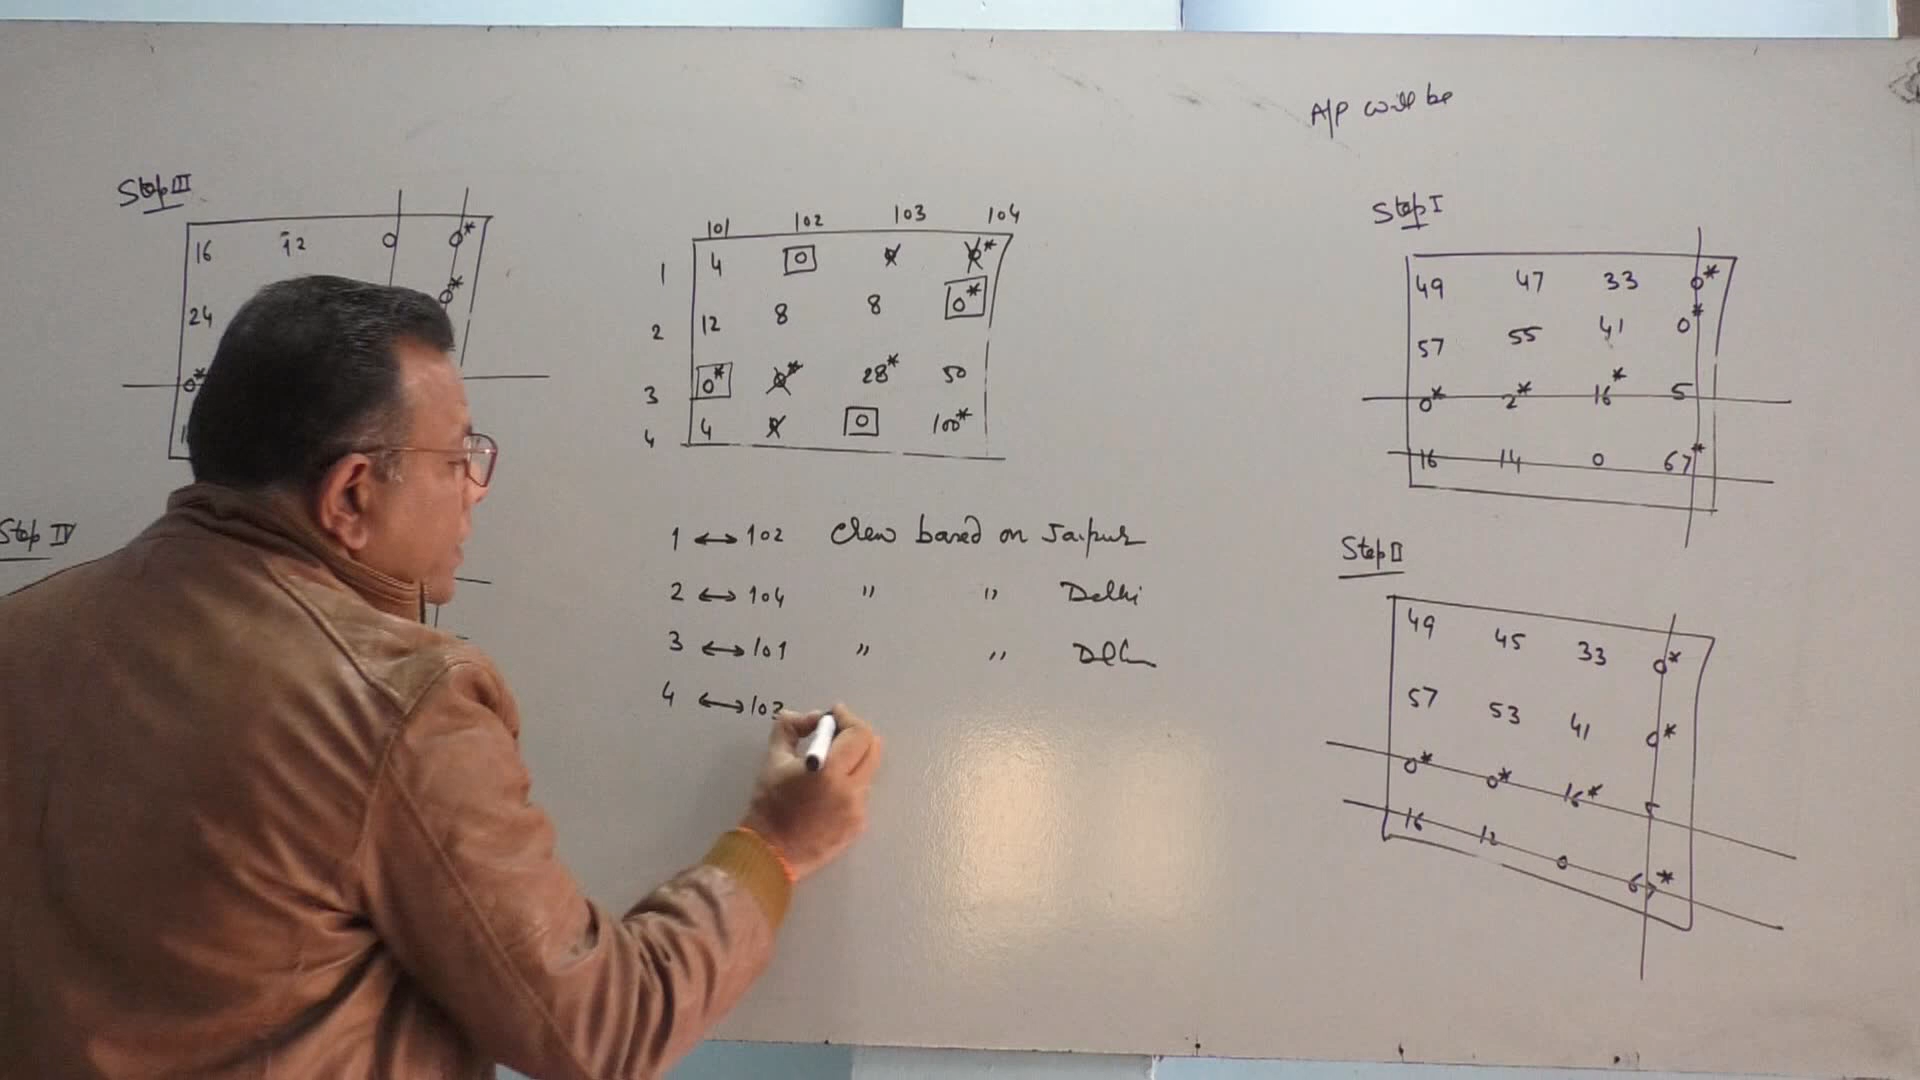 A/P will be
Step III
16 12 0 0*
24 0*
0*
1
Step IV
101 102 103 104
1 4 0 0 0*
2 12 8 8 0*
3 0* 0* 28* 50
4 4 0 0 100*
1 ↔ 102 Crew based on Jaipur
2 ↔ 104 " " Delhi
3 ↔ 101 " " Delhi
4 ↔ 103
Step I
49 47 33 0*
57 55 41 0*
0* 2* 16* 5
16 14 0 67*
Step II
49 45 33 0*
57 53 41 0*
0* 0* 16* 5
16 12 0 67*